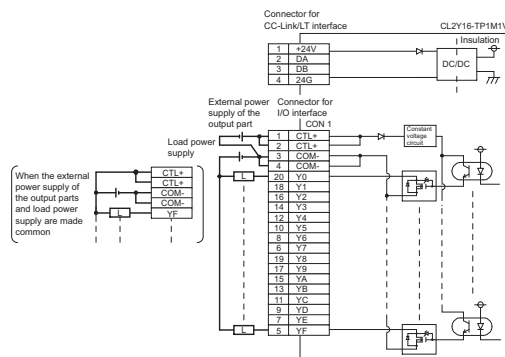 Connector for
CC-Link/LT interface
CL2Y16-TP1M1V
Insulation
1 +24V
2 DA
3 DB
4 24G
DC/DC
External power
supply of the
output part
Connector for
I/O interface
CON 1
Load power
supply
1 CTL+
2 CTL+
3 COM-
4 COM-
20 Y0
18 Y1
16 Y2
14 Y3
12 Y4
10 Y5
8 Y6
6 Y7
19 Y8
17 Y9
15 YA
13 YB
11 YC
9 YD
7 YE
5 YF
L
L
Constant
voltage
circuit
When the external
power supply of
the output parts
and load power
supply are made
common
CTL+
CTL+
COM-
COM-
YF
L